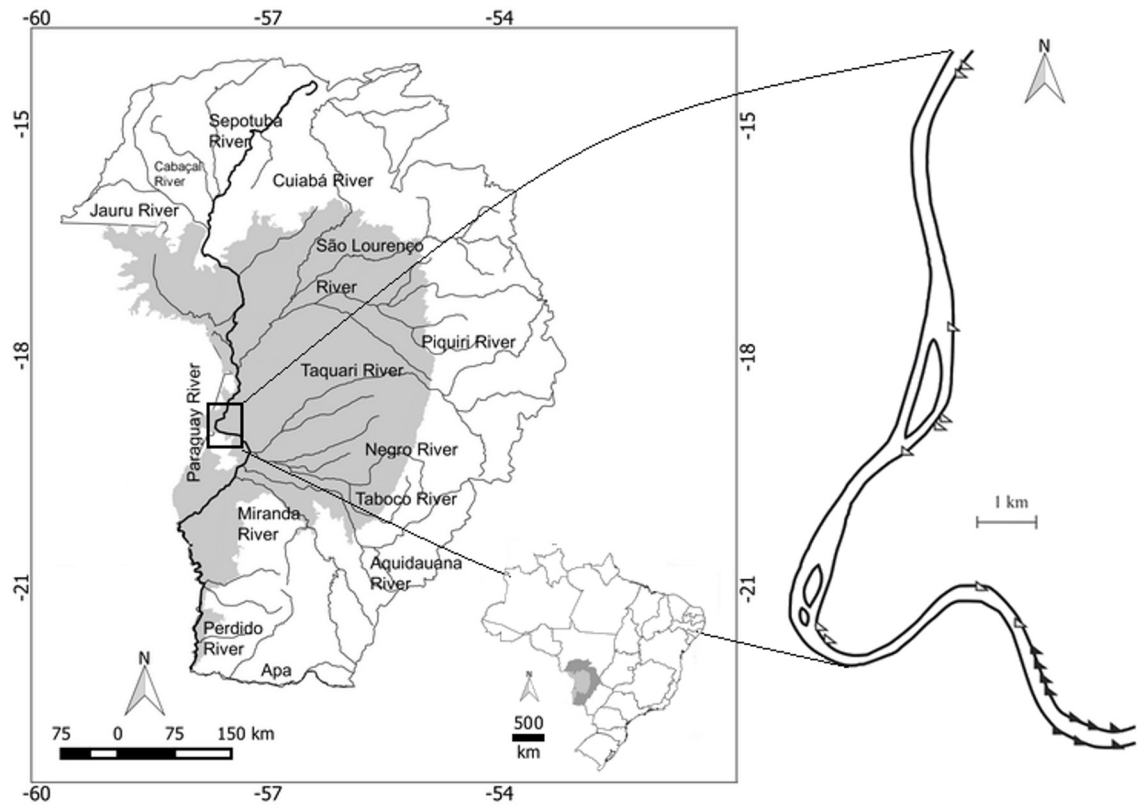 -60
-57
-54
N
-15
-15
Sepotuba
River
Cabaçal
River
Cuiabá River
Jauru River
São Lourenço
River
Piquiri River
-18
-18
Taquari River
Paraguay River
Negro River
Taboco River
1 km
Miranda
River
Aquidauana
River
-21
-21
Perdido
River
Apa
N
N
75 0 75 150 km
500
km
-60
-57
-54